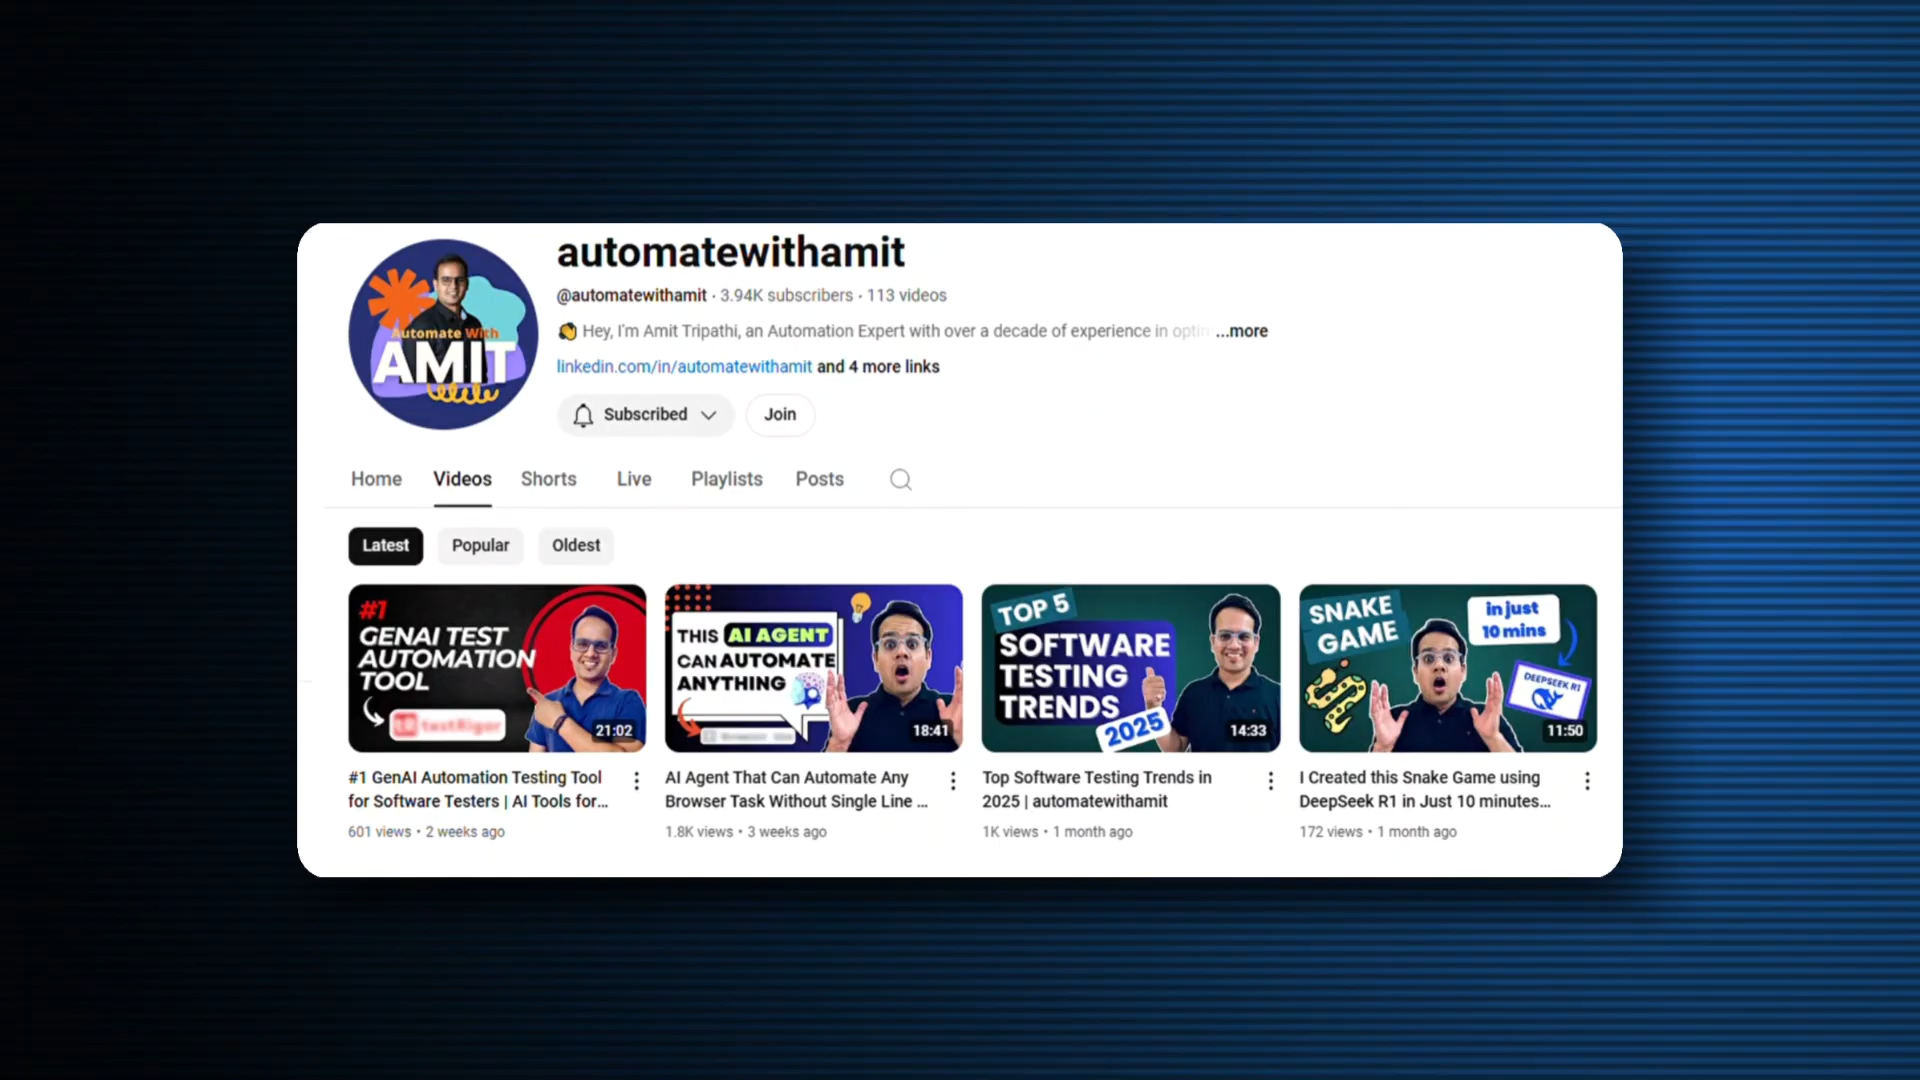 automatewithamit
@automatewithamit · 3.94K subscribers · 113 videos
Hey, I'm Amit Tripathi, an Automation Expert with over a decade of experience in optin ...more
linkedin.com/in/automatewithamit and 4 more links
Subscribed
Join
Automate With
AMIT
Home Videos Shorts Live Playlists Posts
Latest Popular Oldest
#1
GENAI TEST
AUTOMATION
TOOL
testRigor
21:02
THIS AI AGENT
CAN AUTOMATE
ANYTHING
18:41
TOP 5
SOFTWARE
TESTING
TRENDS
2025
14:33
SNAKE
GAME
in just
10 mins
DEEPSEEK R1
11:50
#1 GenAI Automation Testing Tool
for Software Testers | AI Tools for...
601 views • 2 weeks ago
AI Agent That Can Automate Any
Browser Task Without Single Line ...
1.8K views • 3 weeks ago
Top Software Testing Trends in
2025 | automatewithamit
1K views • 1 month ago
I Created this Snake Game using
DeepSeek R1 in Just 10 minutes...
172 views • 1 month ago